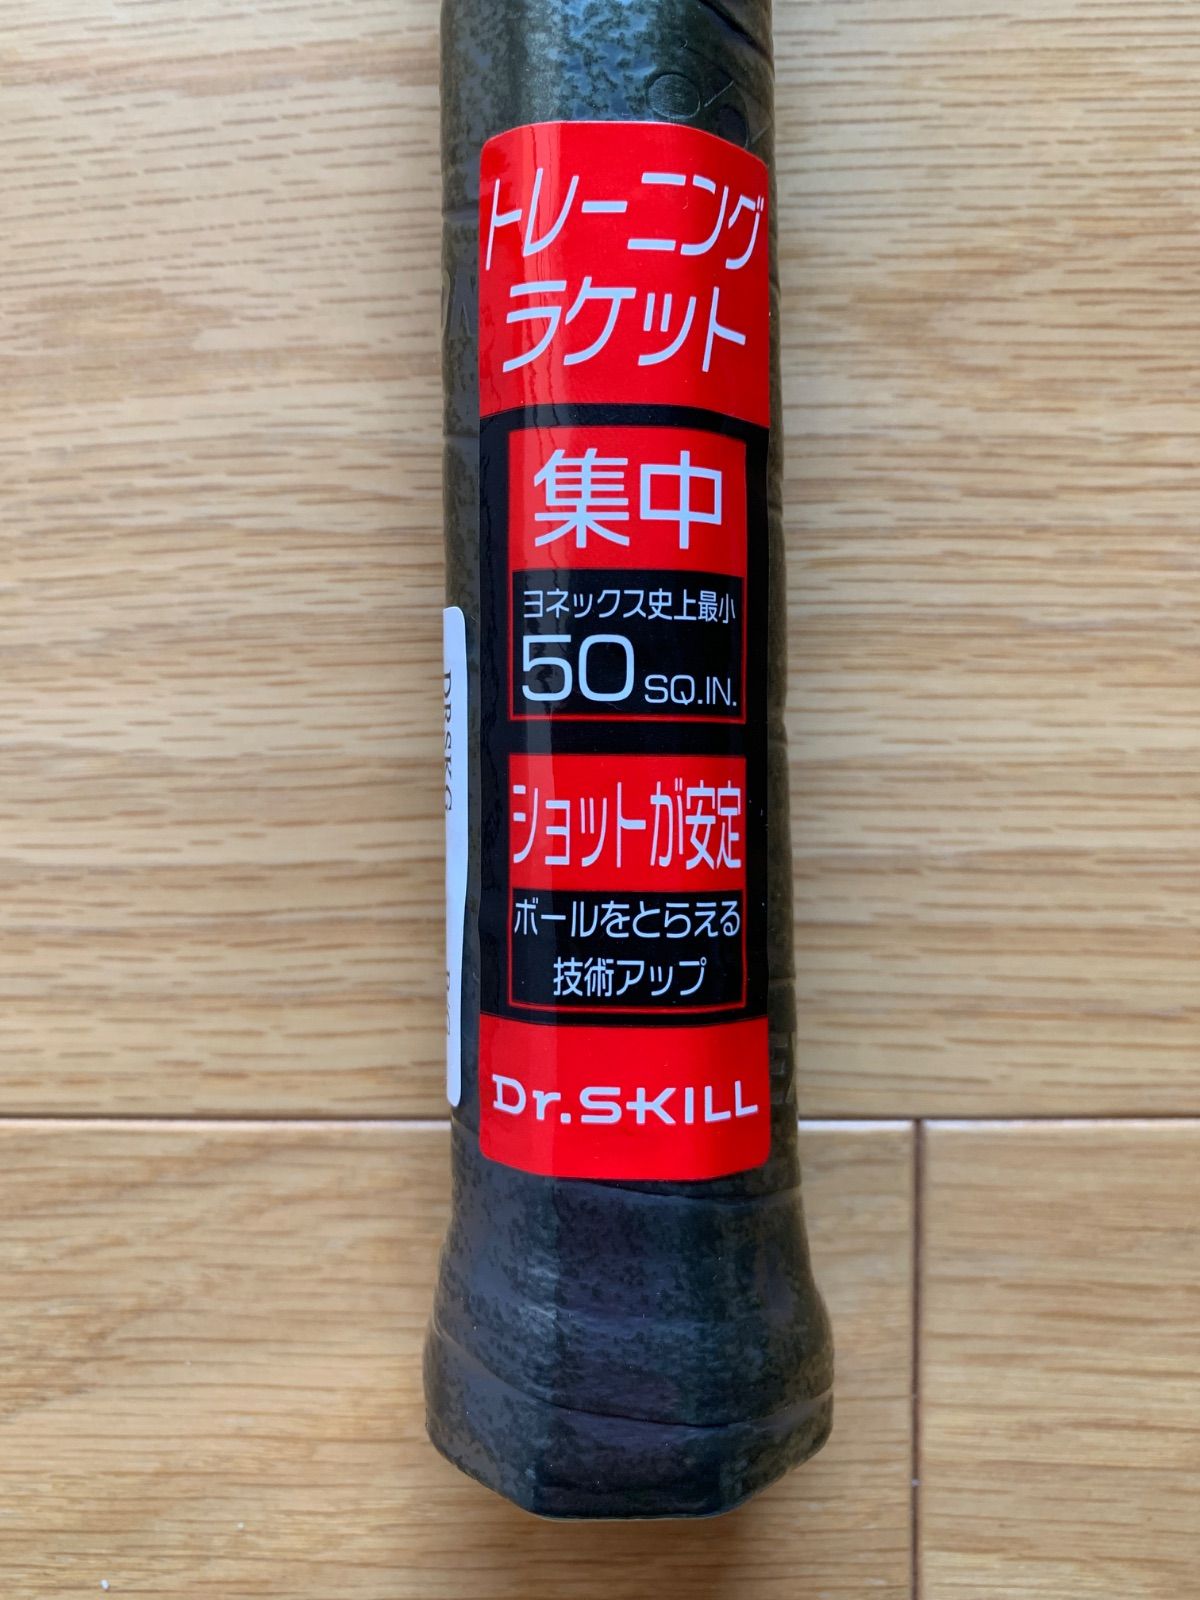 トレーニング
ラケット
集中
ヨネックス史上最小
50 SQ.IN.
ショットが安定
ボールをとらえる
技術アップ
Dr.SKILL
DRSKG